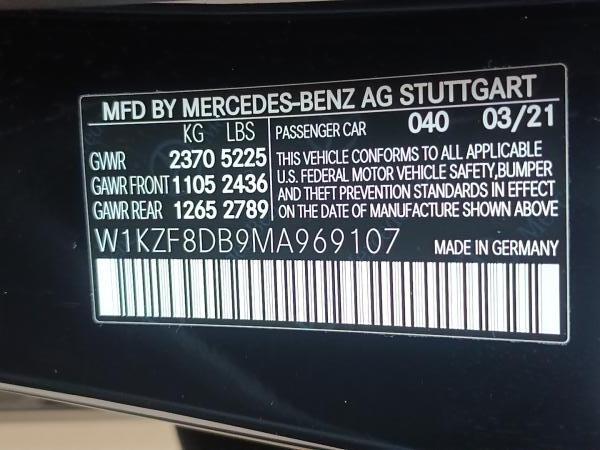 MFD BY MERCEDES-BENZ AG STUTTGART
KG LBS
PASSENGER CAR 040 03/21
GVWR 2370 5225
GAWR FRONT 1105 2436
GAWR REAR 1265 2789
THIS VEHICLE CONFORMS TO ALL APPLICABLE
U.S. FEDERAL MOTOR VEHICLE SAFETY,BUMPER
AND THEFT PREVENTION STANDARDS IN EFFECT
ON DATE OF MANUFACTURE SHOWN ABOVE
W1KZF8DB9MA969107
MADE IN GERMANY